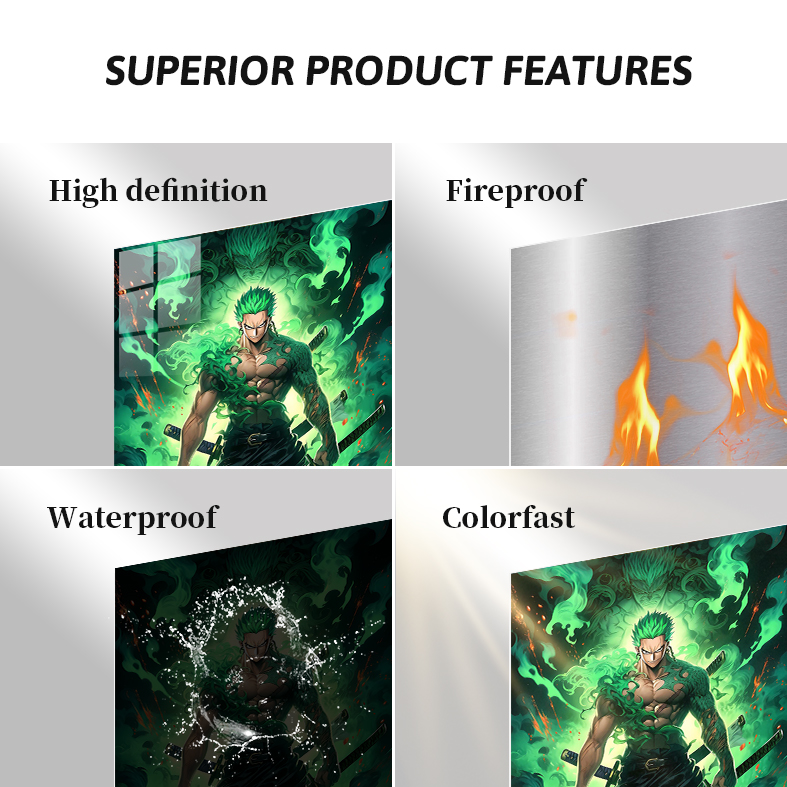 SUPERIOR PRODUCT FEATURES
High definition
Fireproof
Waterproof
Colorfast